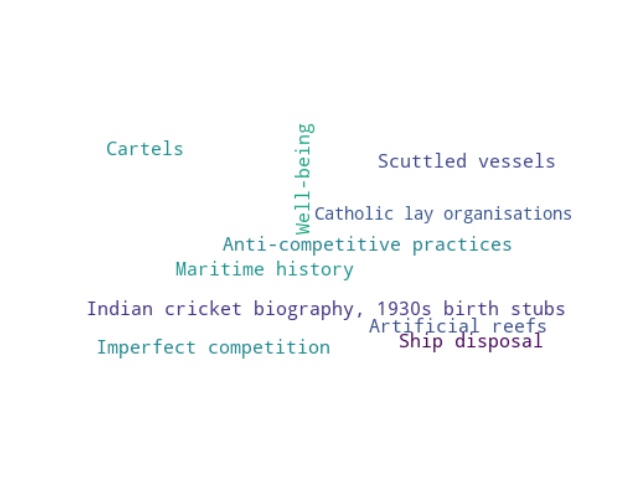 Cartels
Well-being
Scuttled vessels
Catholic lay organisations
Anti-competitive practices
Maritime history
Indian cricket biography, 1930s birth stubs
Artificial reefs
Ship disposal
Imperfect competition